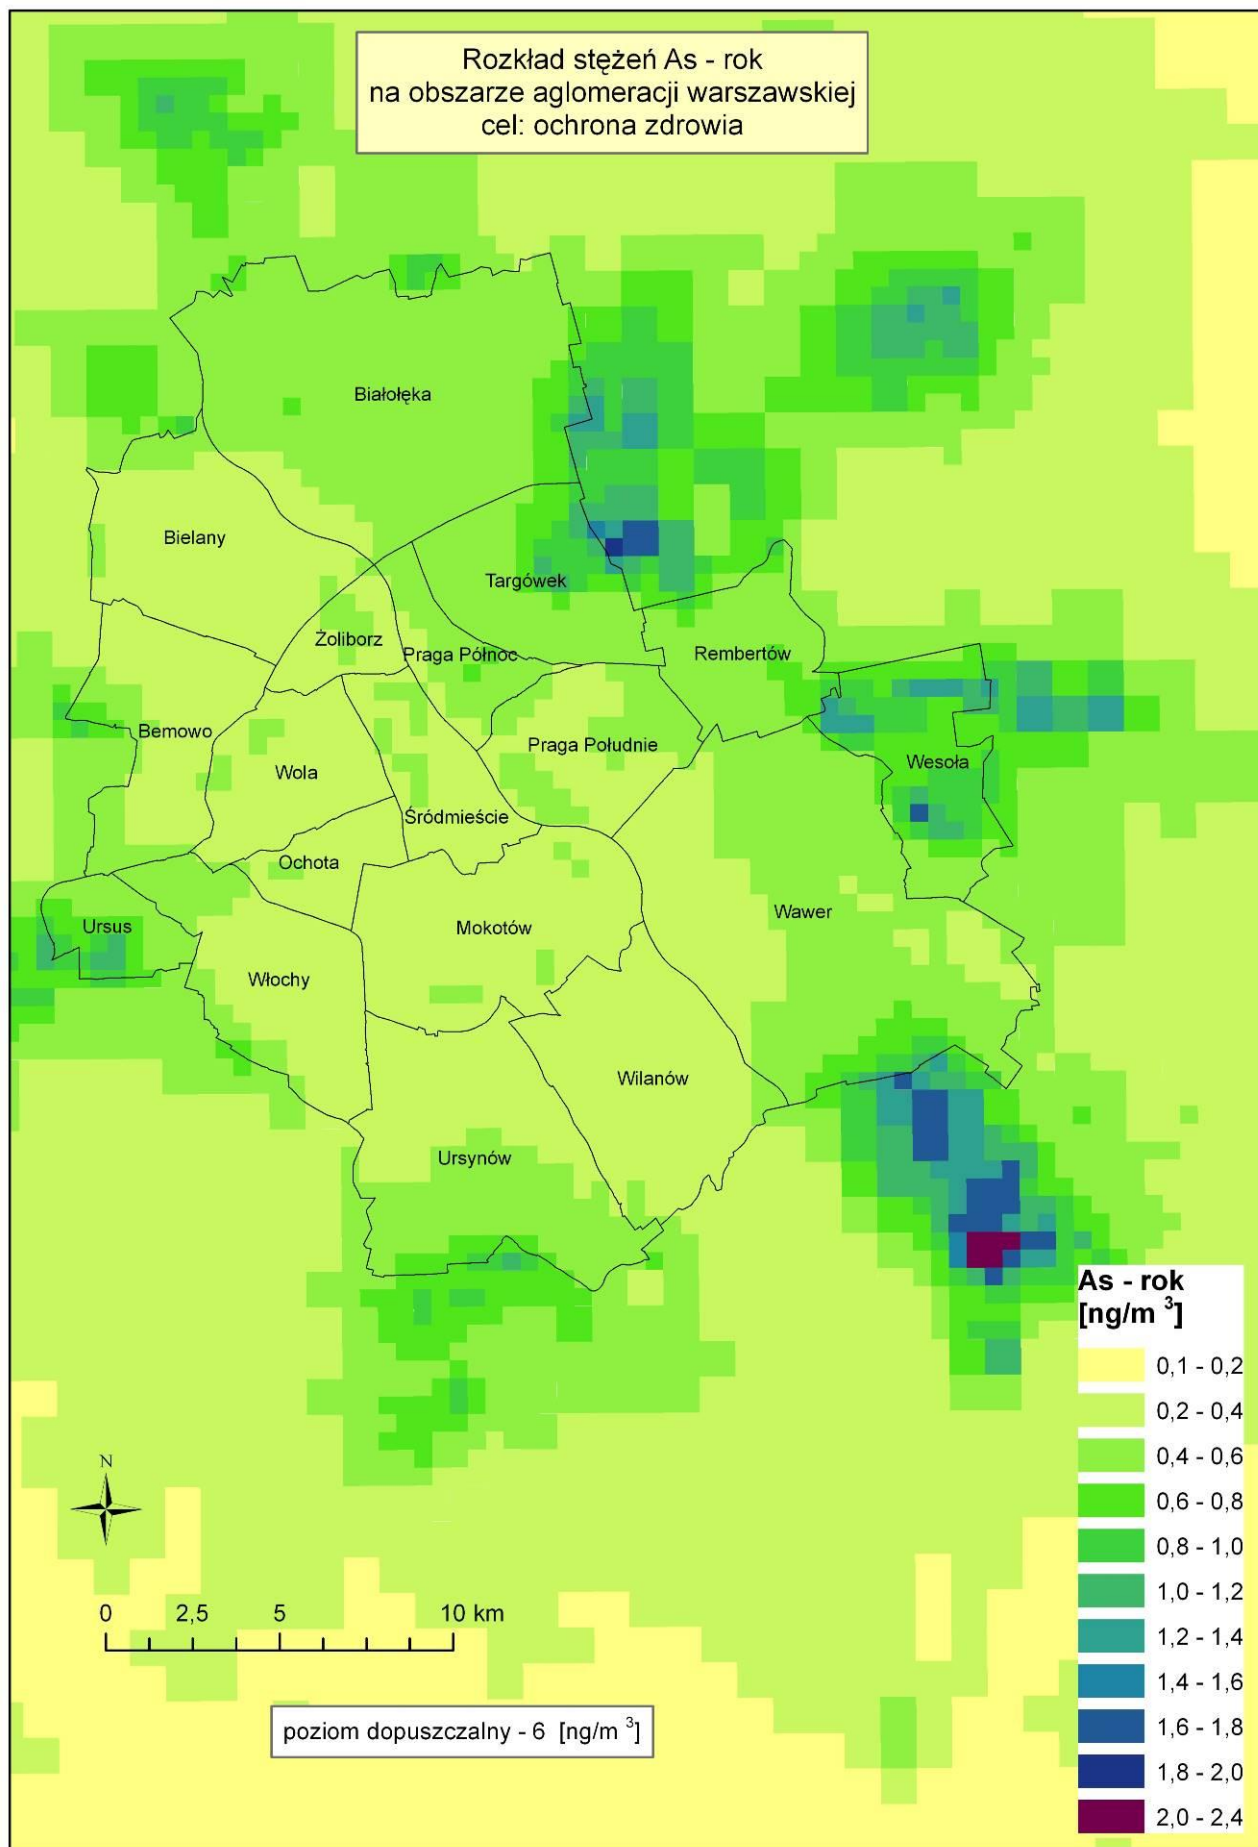 Rozkład stężeń As - rok
na obszarze aglomeracji warszawskiej
cel: ochrona zdrowia
Białołęka
Bielany
Targówek
Żoliborz
Praga Północ
Rembertów
Bemowo
Praga Południe
Wola
Wesoła
Śródmieście
Ochota
Wawer
Ursus
Mokotów
Włochy
Wilanów
Ursynów
As - rok
[ng/m ³]
0,1 - 0,2
0,2 - 0,4
0,4 - 0,6
0,6 - 0,8
0,8 - 1,0
1,0 - 1,2
1,2 - 1,4
1,4 - 1,6
1,6 - 1,8
1,8 - 2,0
2,0 - 2,4
N
0 2,5 5 10 km
poziom dopuszczalny - 6 [ng/m ³]